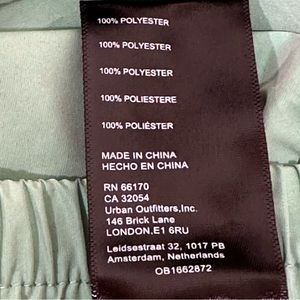 100% POLYESTER
100% POLYESTER
100% POLYESTER
100% POLIESTERE
100% POLIÉSTER
MADE IN CHINA
HECHO EN CHINA
RN 66170
CA 32054
Urban Outfitters,Inc.
146 Brick Lane
LONDON,E1 6RU
Leidsestraat 32, 1017 PB
Amsterdam, Netherlands
OB1662872